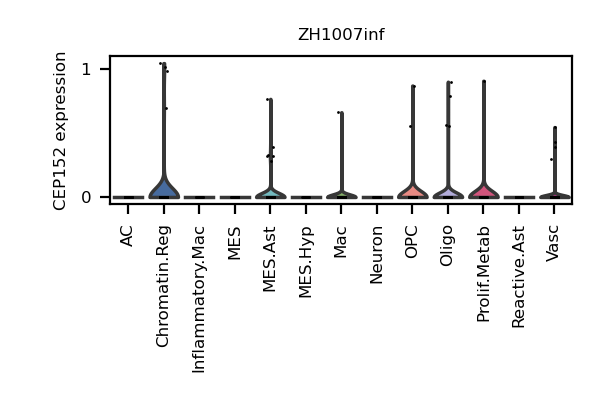 ZH1007inf
CEP152 expression
1
0
AC
Chromatin.Reg
Inflammatory.Mac
MES
MES.Ast
MES.Hyp
Mac
Neuron
OPC
Oligo
Prolif.Metab
Reactive.Ast
Vasc